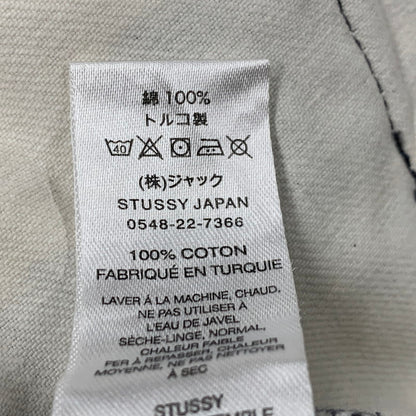 綿 100%
トルコ製
40
(株)ジャック
STUSSY JAPAN
0548-22-7366
100% COTON
FABRIQUÉ EN TURQUIE
LAVER Á LA MACHINE, CHAUD.
NE PAS UTILISER Á
L'EAU DE JAVEL
SÈCHE-LINGE, NORMAL,
CHALEUR FAIBLE
FER Á REPASSER, CHALEUR
MOYENNE, NE PAS NETTOYER
Á SEC
STUSSY